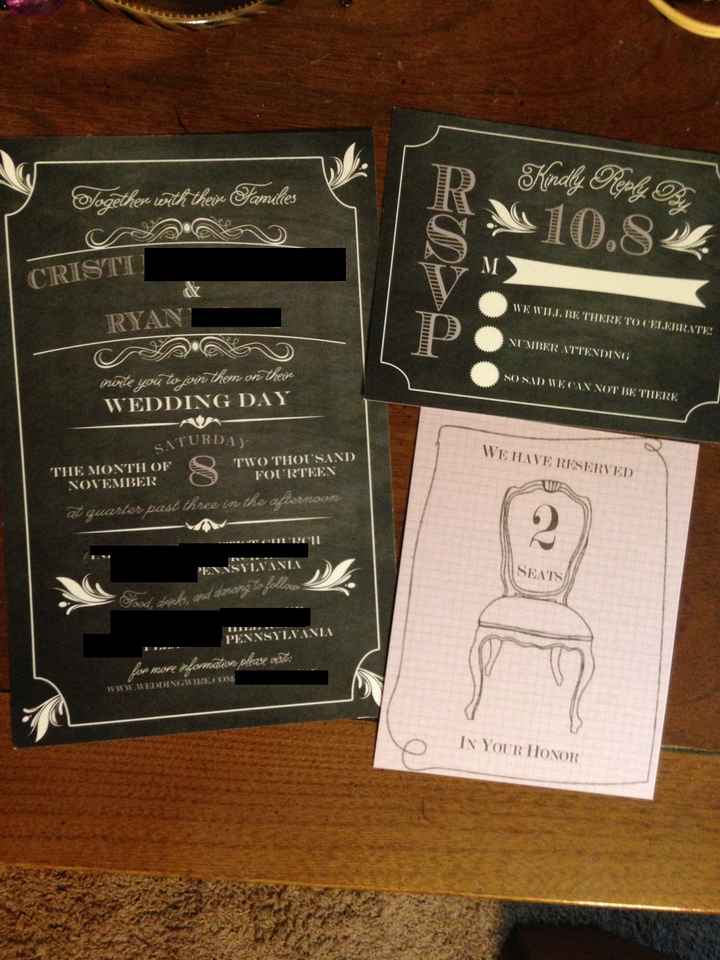 Together with their Families
CRISTI
&
RYAN
invite you to join them on their
WEDDING DAY
SATURDAY
THE MONTH OF NOVEMBER
8
TWO THOUSAND FOURTEEN
at quarter past three in the afternoon
CHURCH
PENNSYLVANIA
Food, drinks, and dancing to follow
PENNSYLVANIA
for more information please visit:
WWW.WEDDINGWIRE.COM
RSVP
Kindly Reply By
10.8
M
WE WILL BE THERE TO CELEBRATE!
NUMBER ATTENDING
SO SAD WE CAN NOT BE THERE
WE HAVE RESERVED
2
SEATS
IN YOUR HONOR